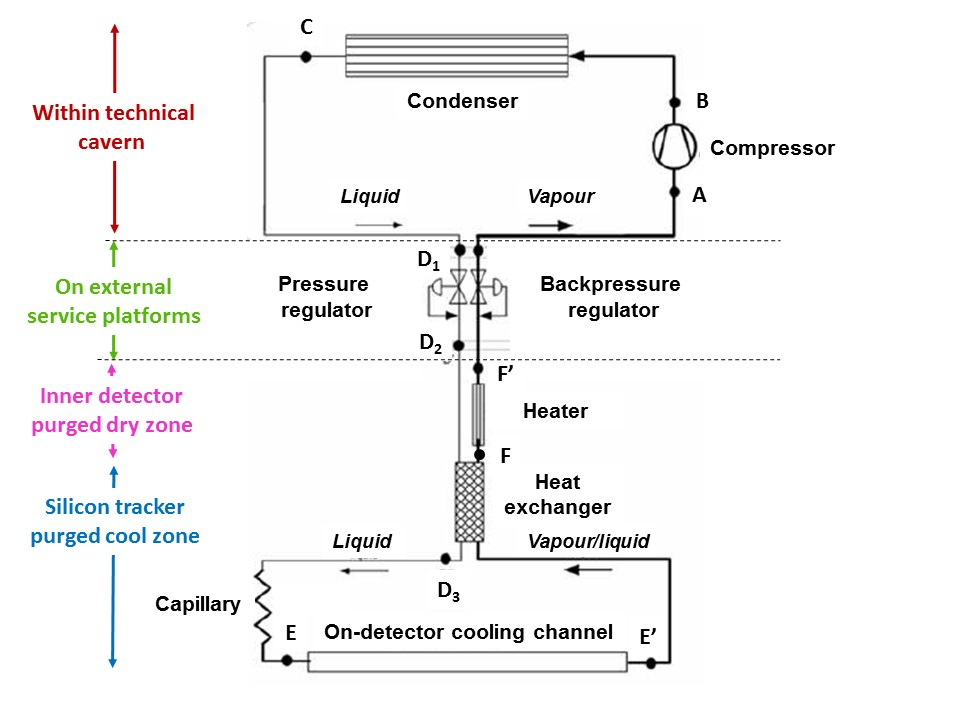 C
Condenser
B
Within technical
cavern
Compressor
Liquid
Vapour
A
D1
Pressure
regulator
Backpressure
regulator
On external
service platforms
D2
F’
Inner detector
purged dry zone
Heater
F
Heat
exchanger
Silicon tracker
purged cool zone
Liquid
Vapour/liquid
D3
Capillary
E
On-detector cooling channel
E’